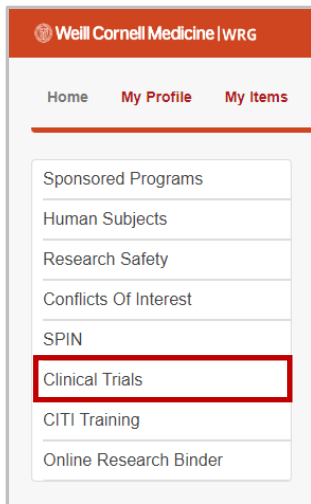 Weill Cornell Medicine | WRG
Home My Profile My Items
Sponsored Programs
Human Subjects
Research Safety
Conflicts Of Interest
SPIN
Clinical Trials
CITI Training
Online Research Binder